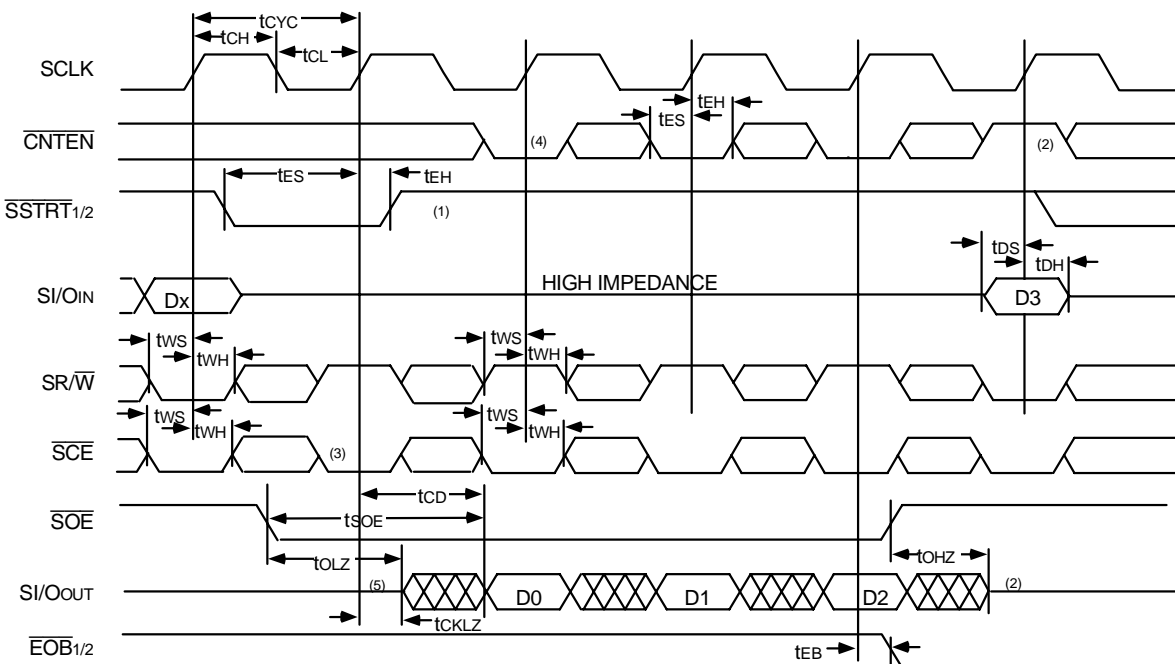 tCYC
tCH
tCL
SCLK
tEH
tES
CNTEN
(4)
(2)
tES
tEH
SSTRT1/2
(1)
tDS
tDH
HIGH IMPEDANCE
SI/OIN
Dx
D3
tWS
tWS
tWH
tWH
SR/W
tWS
tWS
tWH
tWH
SCE
(3)
tCD
SOE
tSOE
tOLZ
tOHZ
(5)
(2)
SI/OOUT
D0
D1
D2
tCKLZ
EOB1/2
tEB